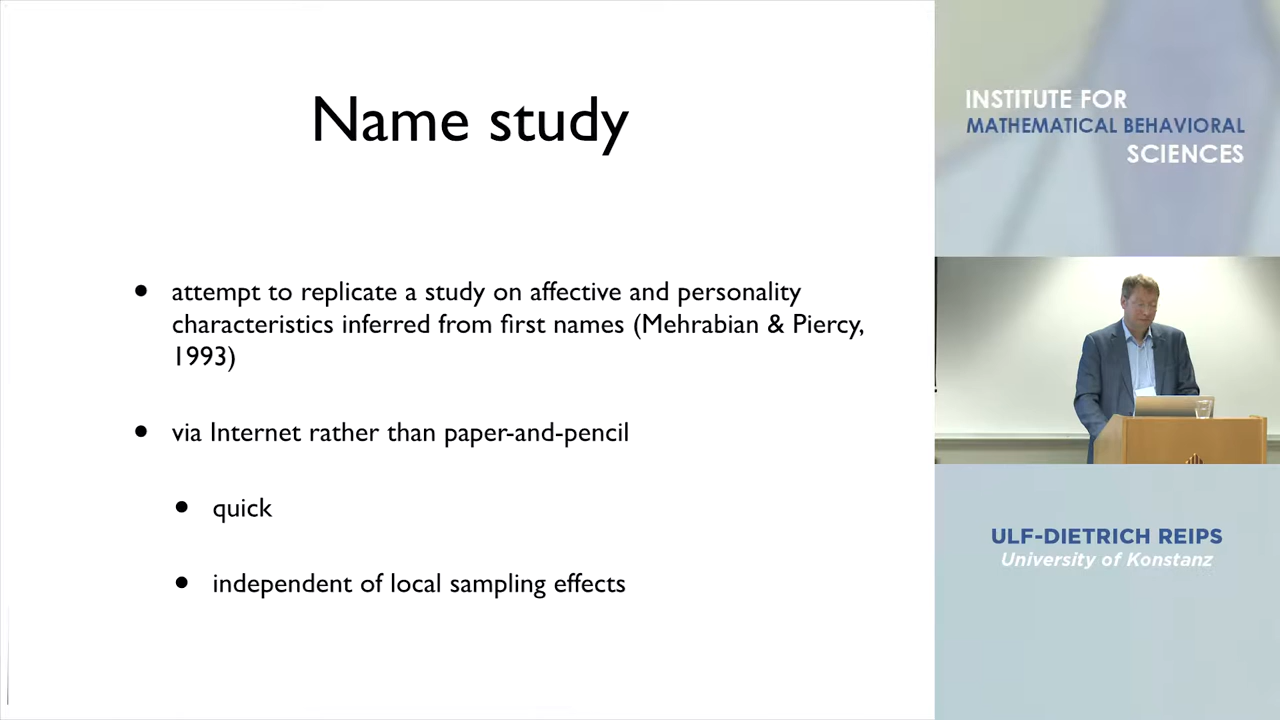 Name study
• attempt to replicate a study on affective and personality
characteristics inferred from first names (Mehrabian & Piercy,
1993)
• via Internet rather than paper-and-pencil
• quick
• independent of local sampling effects
INSTITUTE FOR
MATHEMATICAL BEHAVIORAL
SCIENCES
ULF-DIETRICH REIPS
University of Konstanz